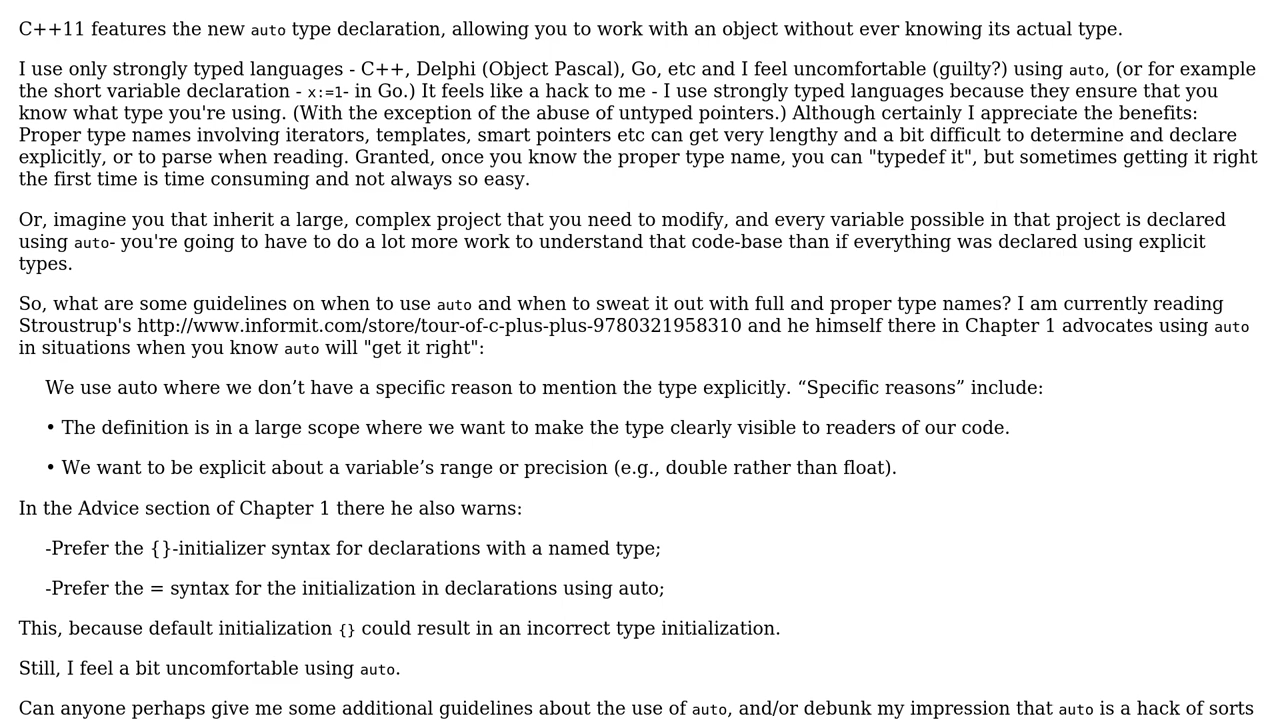 C++11 features the new auto type declaration, allowing you to work with an object without ever knowing its actual type.
I use only strongly typed languages - C++, Delphi (Object Pascal), Go, etc and I feel uncomfortable (guilty?) using auto, (or for example
the short variable declaration - x:=1- in Go.) It feels like a hack to me - I use strongly typed languages because they ensure that you
know what type you're using. (With the exception of the abuse of untyped pointers.) Although certainly I appreciate the benefits:
Proper type names involving iterators, templates, smart pointers etc can get very lengthy and a bit difficult to determine and declare
explicitly, or to parse when reading. Granted, once you know the proper type name, you can "typedef it", but sometimes getting it right
the first time is time consuming and not always so easy.
Or, imagine you that inherit a large, complex project that you need to modify, and every variable possible in that project is declared
using auto- you're going to have to do a lot more work to understand that code-base than if everything was declared using explicit
types.
So, what are some guidelines on when to use auto and when to sweat it out with full and proper type names? I am currently reading
Stroustrup's http://www.informit.com/store/tour-of-c-plus-plus-9780321958310 and he himself there in Chapter 1 advocates using auto
in situations when you know auto will "get it right":
We use auto where we don’t have a specific reason to mention the type explicitly. “Specific reasons” include:
• The definition is in a large scope where we want to make the type clearly visible to readers of our code.
• We want to be explicit about a variable’s range or precision (e.g., double rather than float).
In the Advice section of Chapter 1 there he also warns:
-Prefer the {}-initializer syntax for declarations with a named type;
-Prefer the = syntax for the initialization in declarations using auto;
This, because default initialization {} could result in an incorrect type initialization.
Still, I feel a bit uncomfortable using auto.
Can anyone perhaps give me some additional guidelines about the use of auto, and/or debunk my impression that auto is a hack of sorts